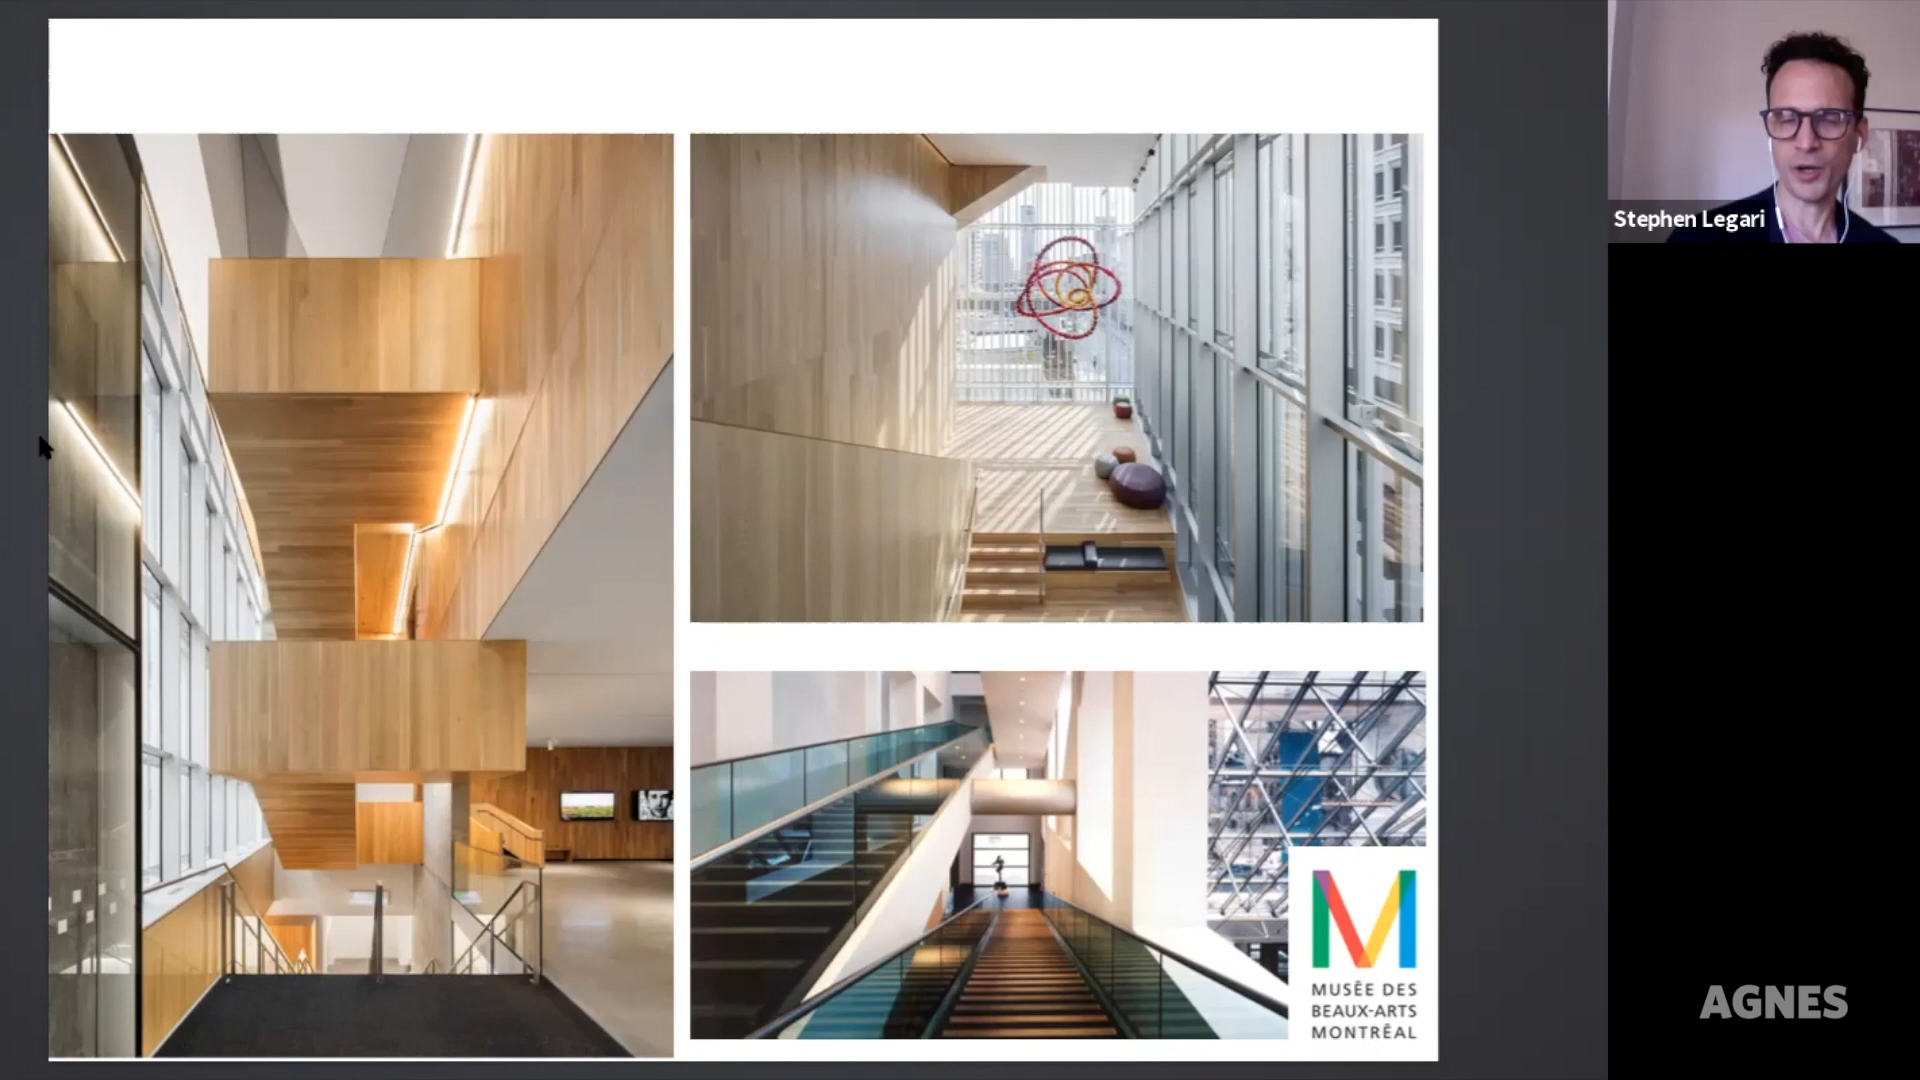 Stephen Legari
MUSÉE DES
BEAUX-ARTS
MONTRÉAL
AGNES